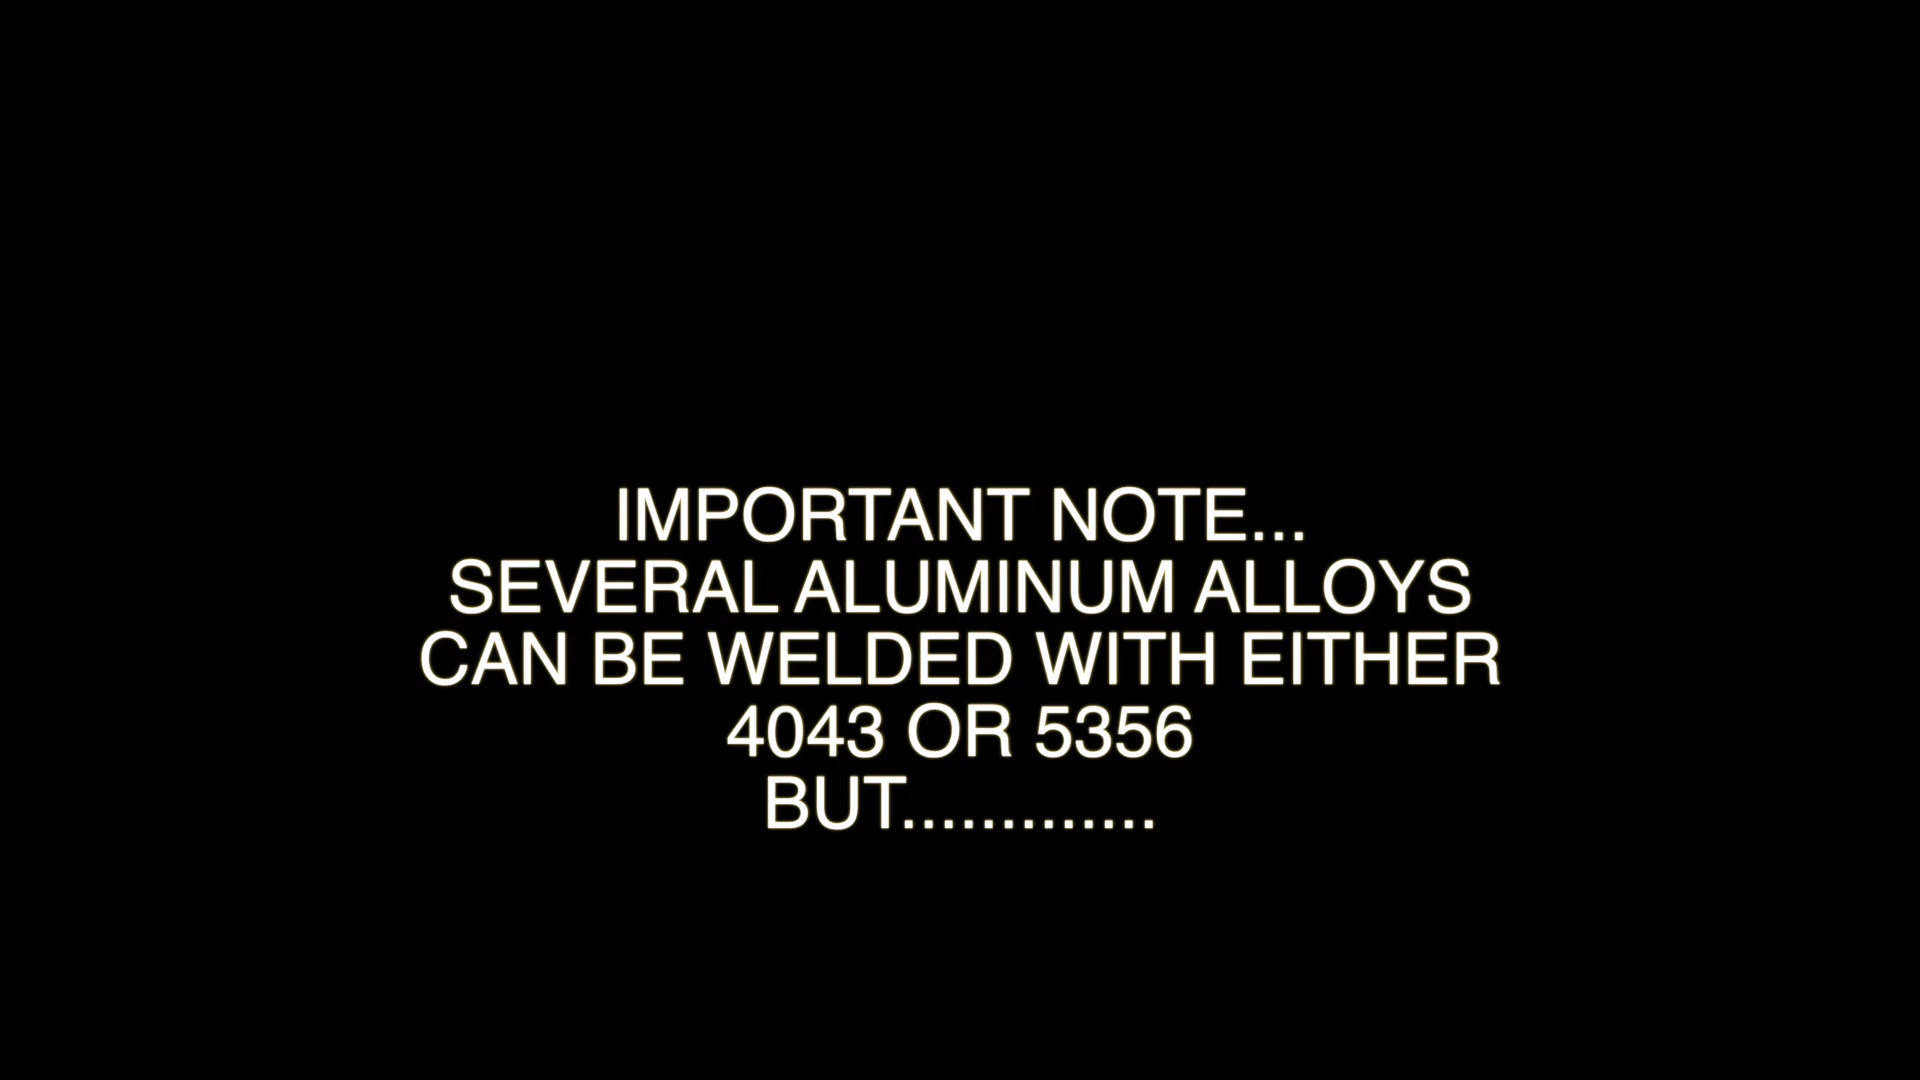 IMPORTANT NOTE...
SEVERAL ALUMINUM ALLOYS
CAN BE WELDED WITH EITHER
4043 OR 5356
BUT.............